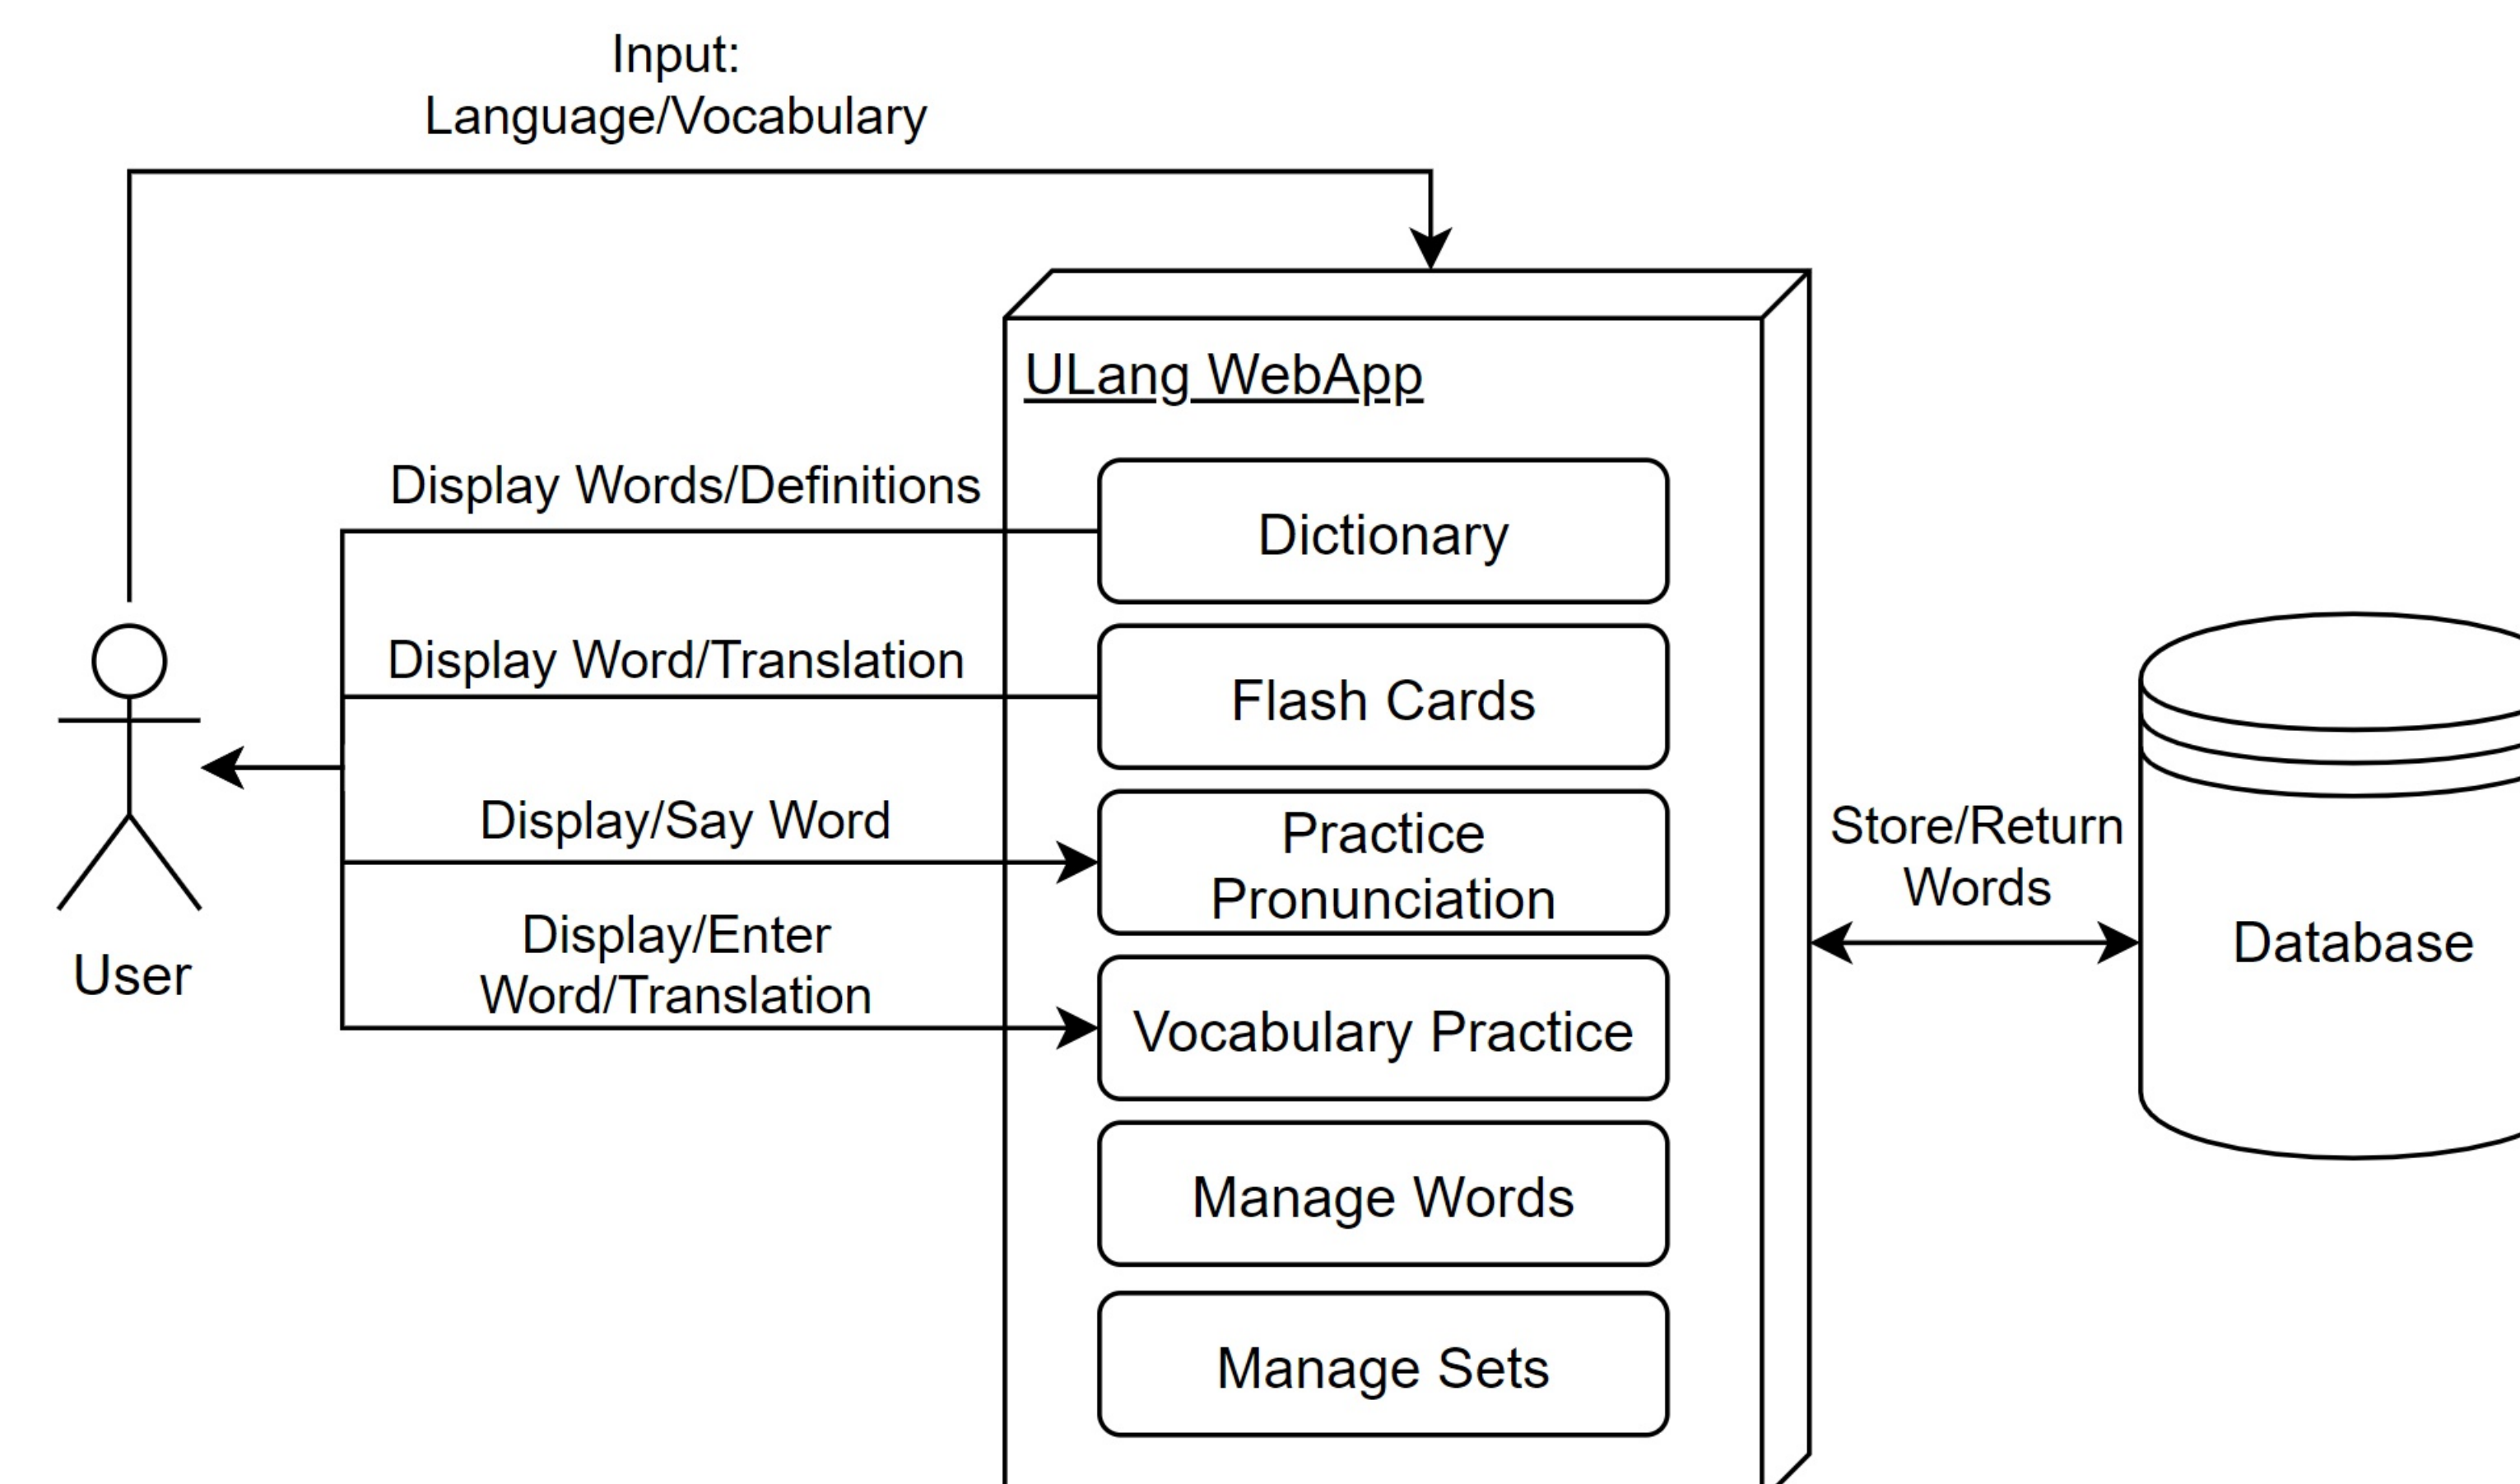 Input:
Language/Vocabulary
ULang WebApp
Display Words/Definitions
Dictionary
Display Word/Translation
Flash Cards
Display/Say Word
Practice
Pronunciation
Store/Return
Words
Database
Display/Enter
Word/Translation
User
Vocabulary Practice
Manage Words
Manage Sets